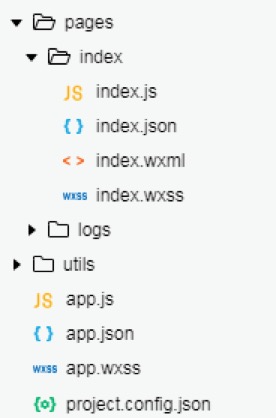 pages
index
JS index.js
{ } index.json
< > index.wxml
wxss index.wxss
logs
utils
JS app.js
{ } app.json
wxss app.wxss
{o} project.config.json